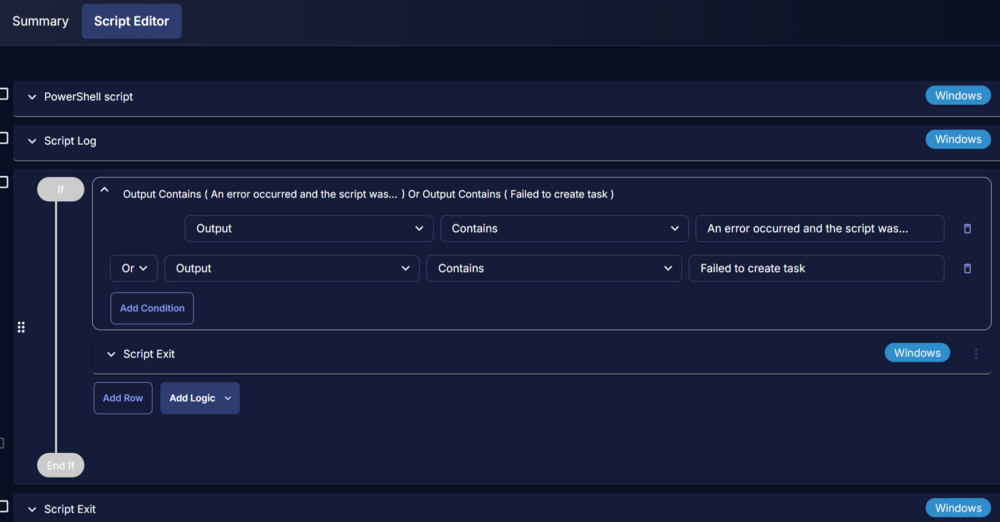 Summary Script Editor
PowerShell script Windows
Script Log Windows
If
Output Contains ( An error occurred and the script was... ) Or Output Contains ( Failed to create task )
Output Contains An error occurred and the script was...
Or Output Contains Failed to create task
Add Condition
Script Exit Windows
Add Row Add Logic
End If
Script Exit Windows